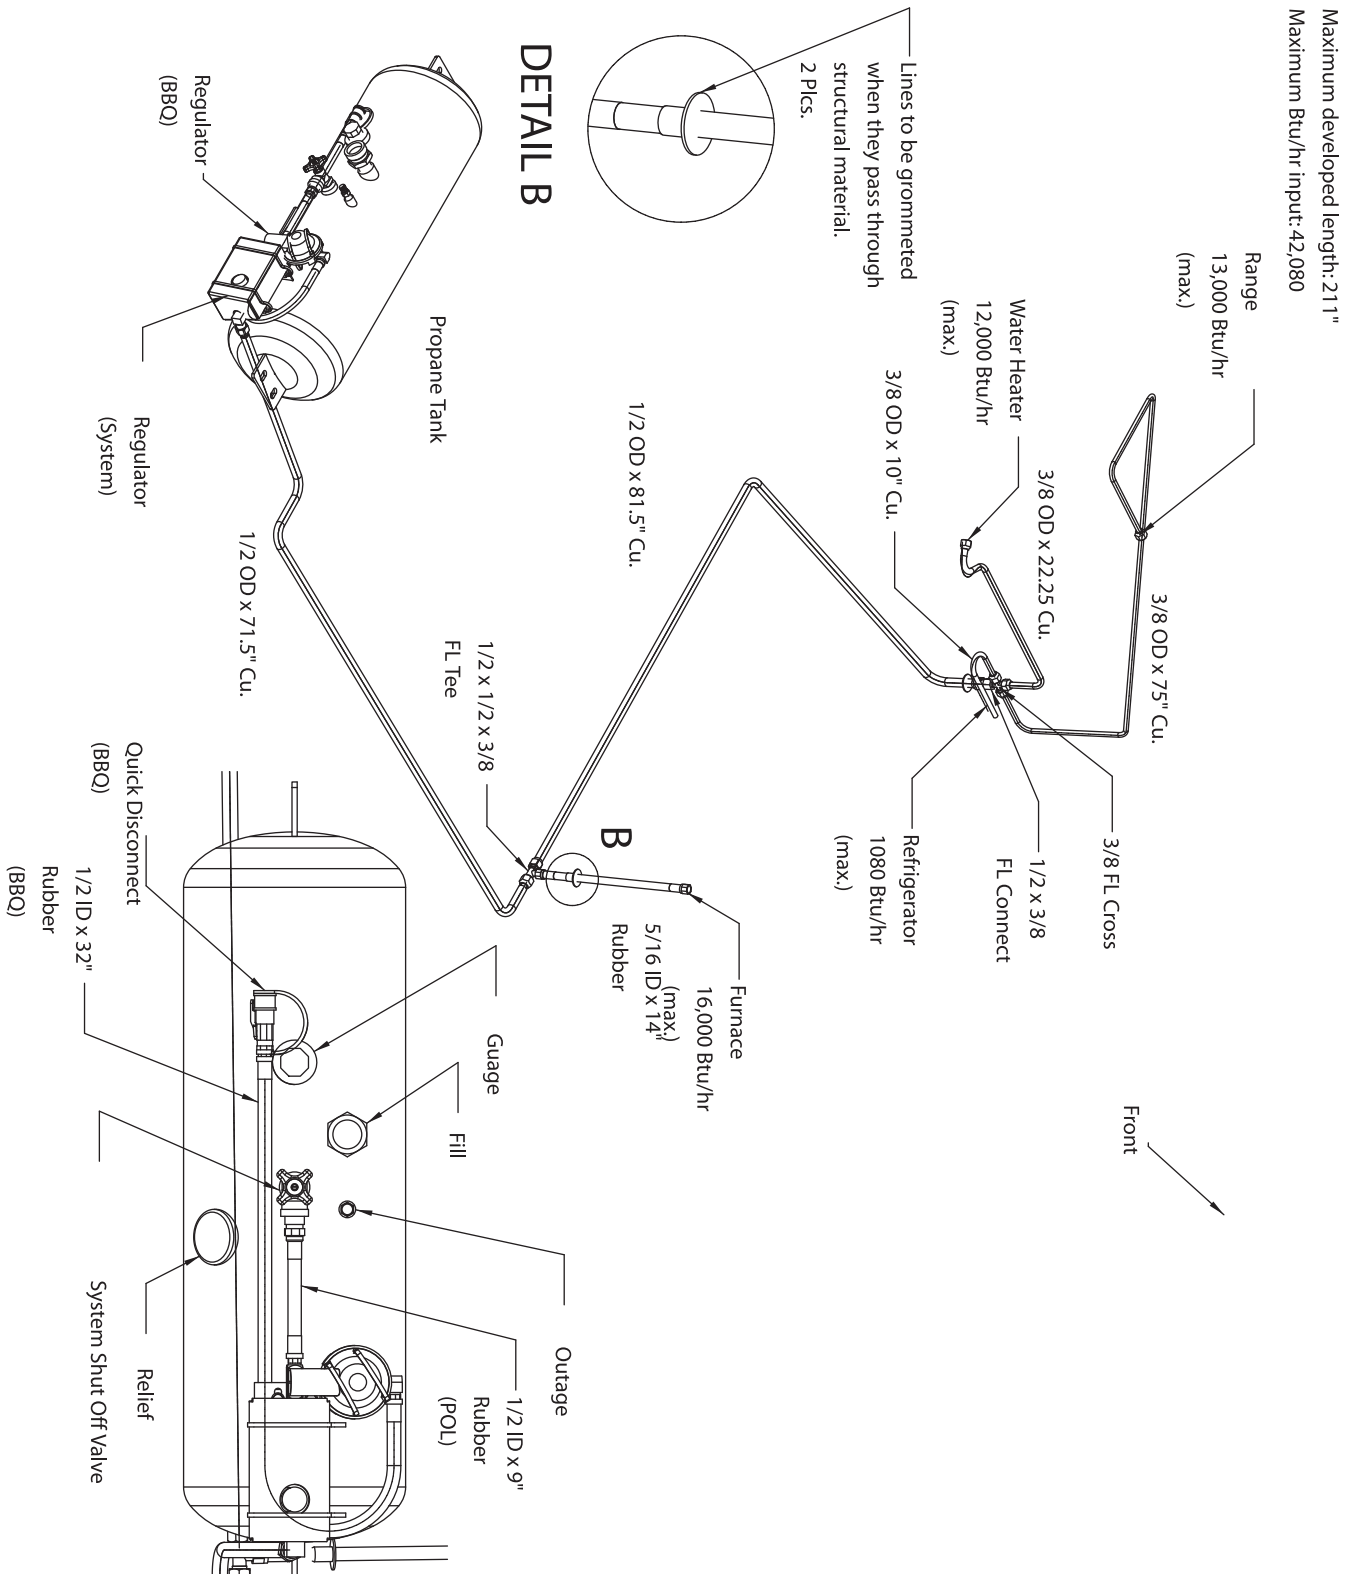 Maximum developed length: 211"
Maximum Btu/hr input: 42,080
Range
13,000 Btu/hr
(max.)
Water Heater
12,000 Btu/hr
(max.)
3/8 OD x 10" Cu.
3/8 OD x 22.25 Cu.
3/8 OD x 75" Cu.
3/8 FL Cross
1/2 x 3/8
FL Connect
Refrigerator
1080 Btu/hr
(max.)
Front
Lines to be grommeted
when they pass through
structural material.
2 Plcs.
DETAIL B
1/2 OD x 81.5" Cu.
B
Furnace
16,000 Btu/hr
(max.)
5/16 ID x 14"
Rubber
1/2 x 1/2 x 3/8
FL Tee
Propane Tank
Regulator
(BBQ)
Regulator
(System)
1/2 OD x 71.5" Cu.
Quick Disconnect
(BBQ)
1/2 ID x 32"
Rubber
(BBQ)
Guage
Fill
Outage
1/2 ID x 9"
Rubber
(POL)
Relief
System Shut Off Valve